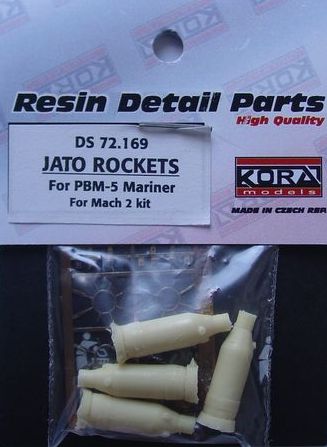 Resin Detail Parts
High Quality
DS 72.169
JATO ROCKETS
For PBM-5 Mariner
For Mach 2 kit
KORA
models
MADE IN CZECH REP